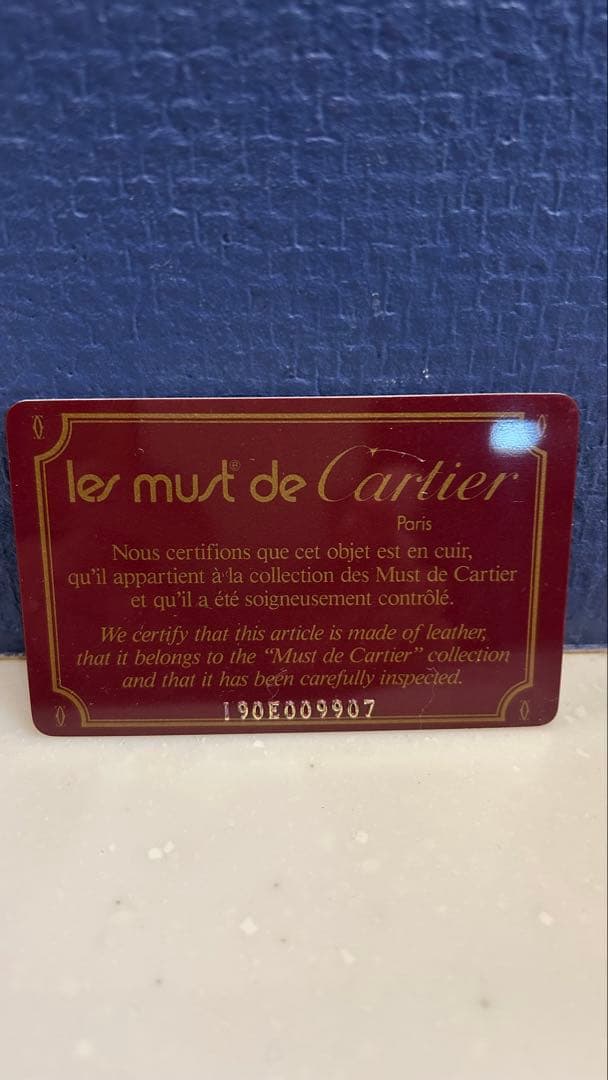 les must® de Cartier
Paris
Nous certifions que cet objet est en cuir,
qu'il appartient à la collection des Must de Cartier
et qu'il a été soigneusement contrôlé.
We certify that this article is made of leather,
that it belongs to the “Must de Cartier” collection
and that it has been carefully inspected.
I90E009907